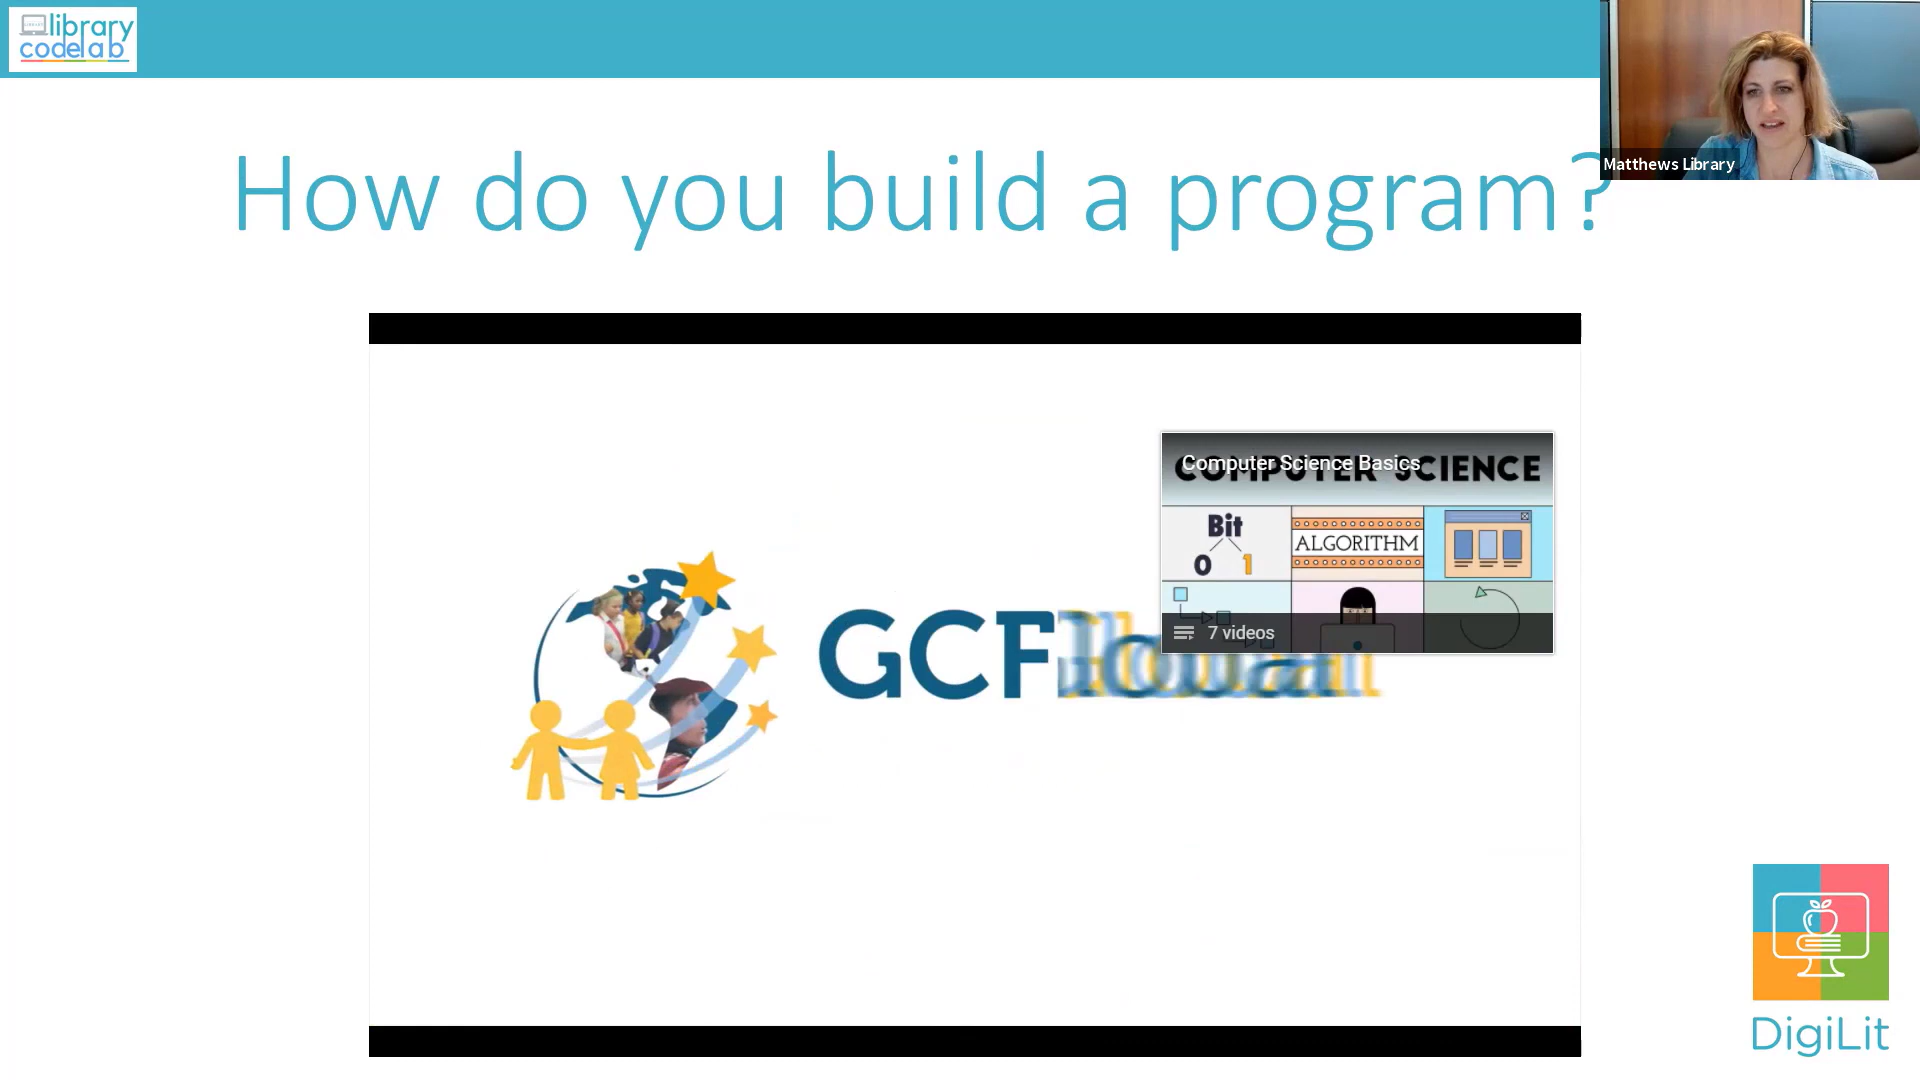 library
codelab
Matthews Library
How do you build a program?
Computer Science Basics
COMPUTER SCIENCE
Bit
0 1
ALGORITHM
7 videos
GCF
DigiLit